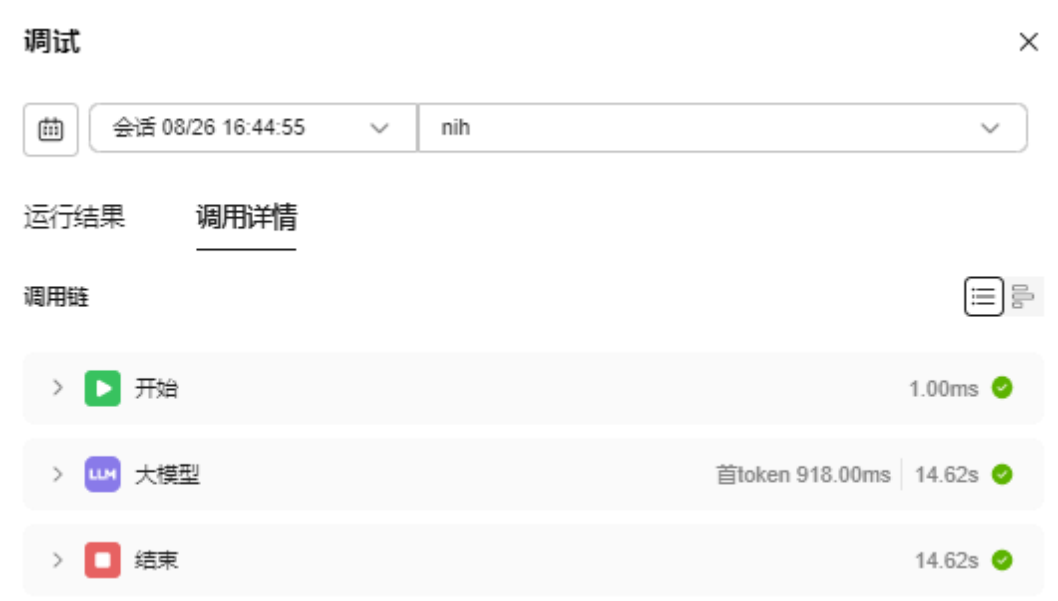 调试
会话 08/26 16:44:55 nih
运行结果 调用详情
调用链
开始 1.00ms
LLM 大模型 首token 918.00ms 14.62s
结束 14.62s